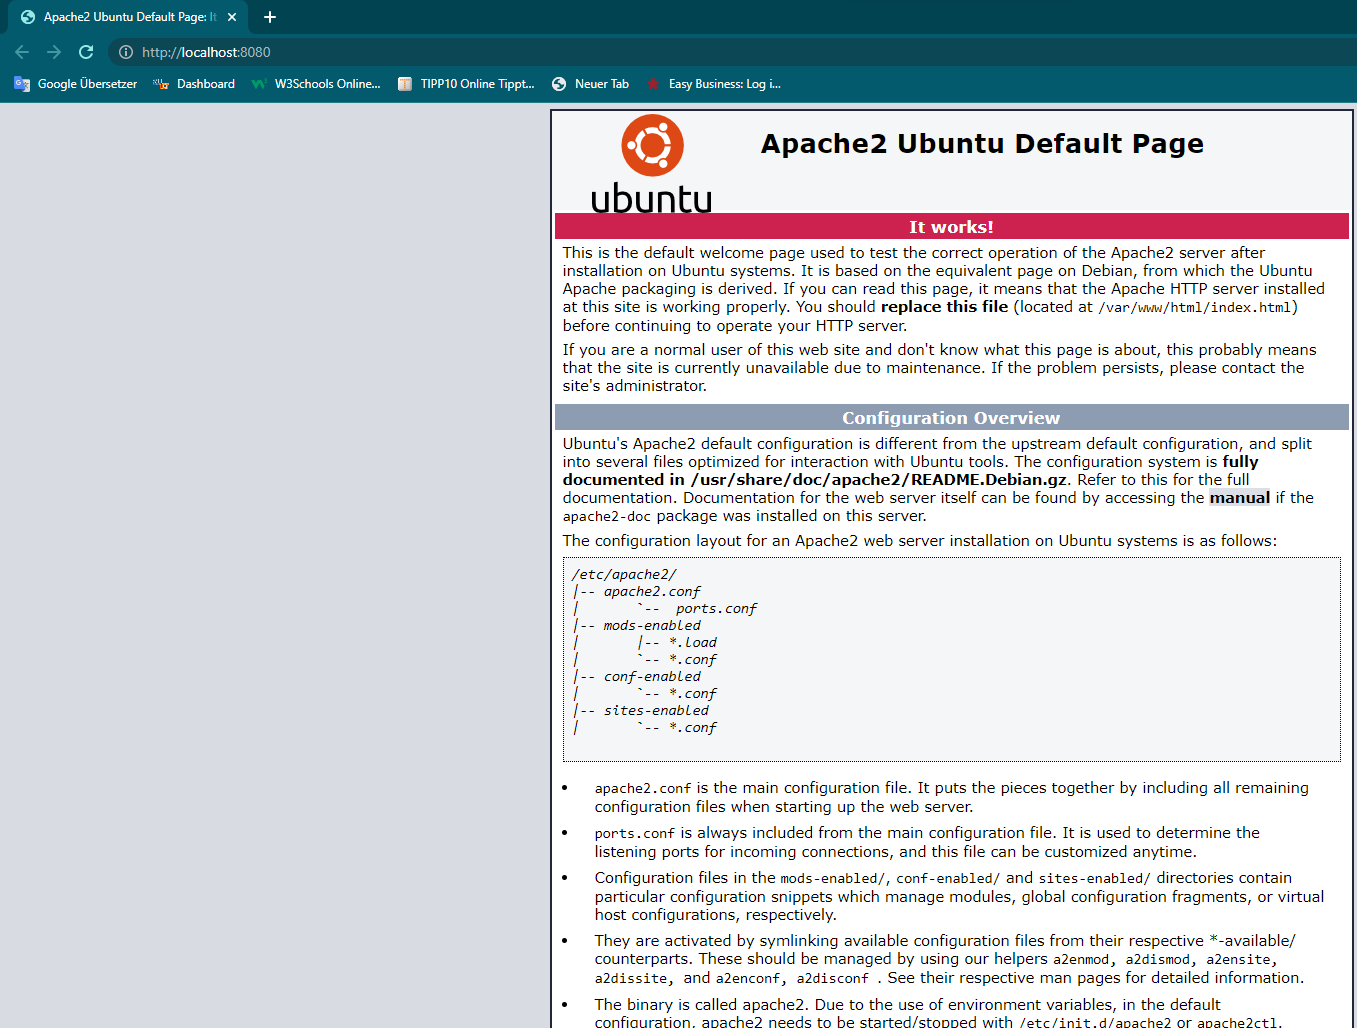 Apache2 Ubuntu Default Page: It
http://localhost:8080
Google Übersetzer Dashboard W3Schools Online... TIPP10 Online Tippt... Neuer Tab Easy Business: Log i...
ubuntu
Apache2 Ubuntu Default Page
It works!
This is the default welcome page used to test the correct operation of the Apache2 server after
installation on Ubuntu systems. It is based on the equivalent page on Debian, from which the Ubuntu
Apache packaging is derived. If you can read this page, it means that the Apache HTTP server installed
at this site is working properly. You should replace this file (located at /var/www/html/index.html)
before continuing to operate your HTTP server.
If you are a normal user of this web site and don't know what this page is about, this probably means
that the site is currently unavailable due to maintenance. If the problem persists, please contact the
site's administrator.
Configuration Overview
Ubuntu's Apache2 default configuration is different from the upstream default configuration, and split
into several files optimized for interaction with Ubuntu tools. The configuration system is fully
documented in /usr/share/doc/apache2/README.Debian.gz. Refer to this for the full
documentation. Documentation for the web server itself can be found by accessing the manual if the
apache2-doc package was installed on this server.
The configuration layout for an Apache2 web server installation on Ubuntu systems is as follows:
/etc/apache2/
|-- apache2.conf
|       `--  ports.conf
|-- mods-enabled
|       |-- *.load
|       `-- *.conf
|-- conf-enabled
|       `-- *.conf
|-- sites-enabled
|       `-- *.conf
• apache2.conf is the main configuration file. It puts the pieces together by including all remaining
configuration files when starting up the web server.
• ports.conf is always included from the main configuration file. It is used to determine the
listening ports for incoming connections, and this file can be customized anytime.
• Configuration files in the mods-enabled/, conf-enabled/ and sites-enabled/ directories contain
particular configuration snippets which manage modules, global configuration fragments, or virtual
host configurations, respectively.
• They are activated by symlinking available configuration files from their respective *-available/
counterparts. These should be managed by using our helpers a2enmod, a2dismod, a2ensite,
a2dissite, and a2enconf, a2disconf . See their respective man pages for detailed information.
• The binary is called apache2. Due to the use of environment variables, in the default
configuration, apache2 needs to be started/stopped with /etc/init.d/apache2 or apache2ctl.